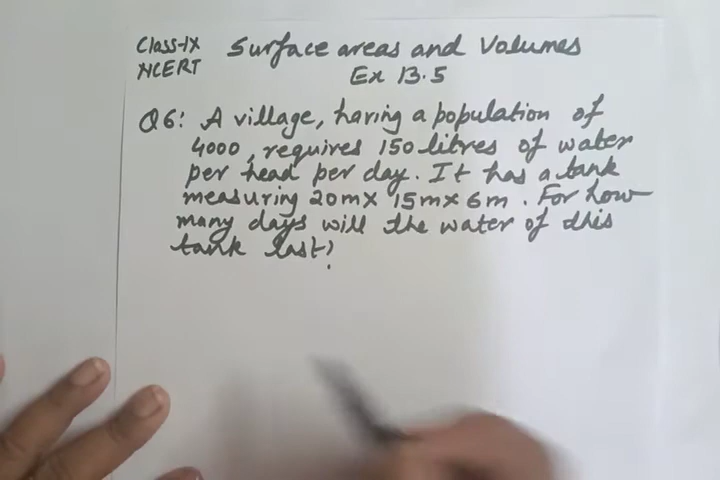 Class-IX Surface areas and Volumes
NCERT Ex 13.5
Q6: A village, having a population of
4000, requires 150 litres of water
per head per day. It has a tank
measuring 20m x 15m x 6m. For how
many days will the water of this
tank last?